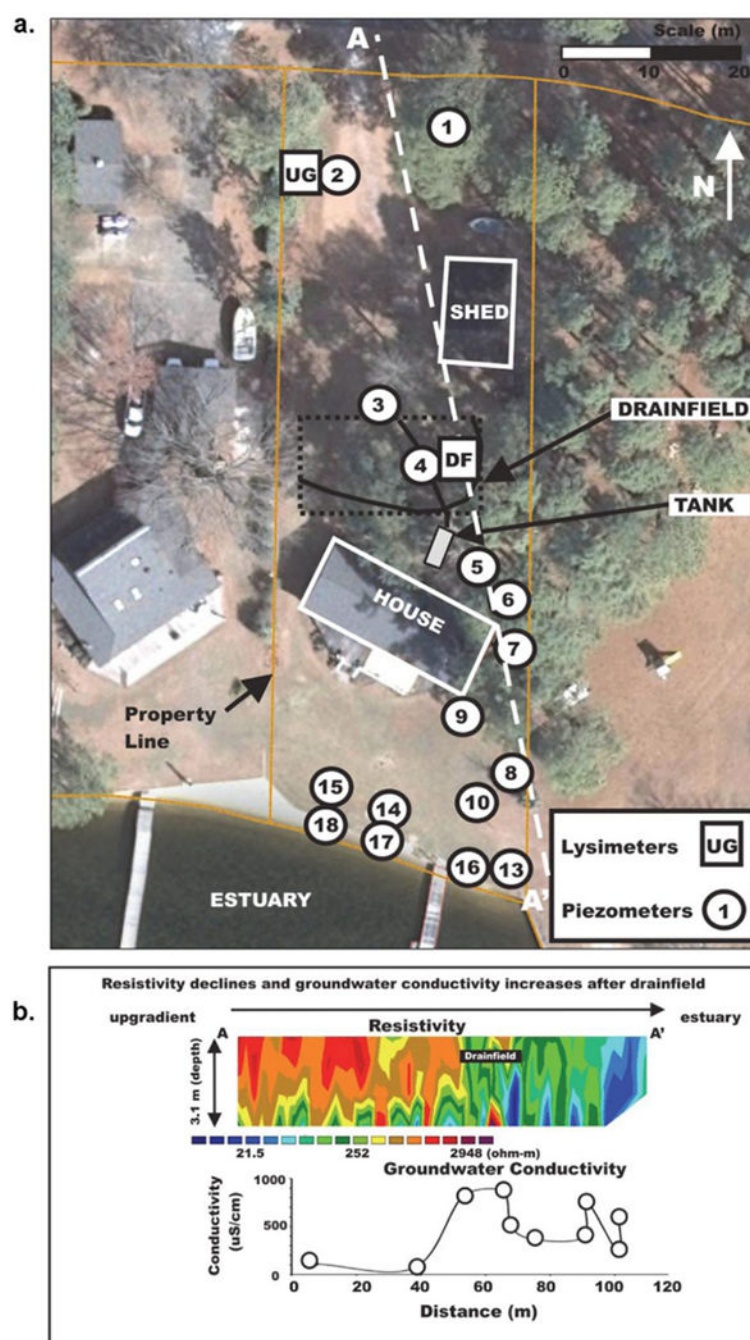 a.
A
Scale (m)
0 10 20
1
UG 2
N
SHED
3
DRAINFIELD
4 DF
TANK
5
6
HOUSE
7
Property
Line
9
8
15
10
14
18
17
16 13
ESTUARY
A'
Lysimeters UG
Piezometers 1
b.
Resistivity declines and groundwater conductivity increases after drainfield
upgradient estuary
A Resistivity A'
3.1 m (depth)
Drainfield
21.5 252 2948 (ohm-m)
Groundwater Conductivity
Conductivity
(uS/cm)
1000
500
0
0 20 40 60 80 100 120
Distance (m)